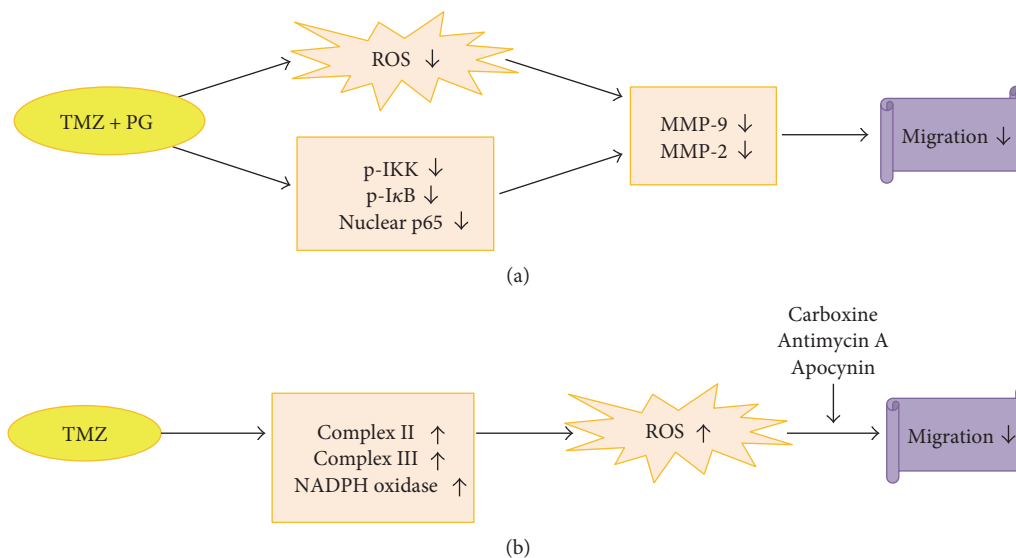 ROS ↓
TMZ + PG
p-IKK ↓
p-IκB ↓
Nuclear p65 ↓
MMP-9 ↓
MMP-2 ↓
Migration ↓
(a)
Carboxine
Antimycin A
Apocynin
TMZ
Complex II ↑
Complex III ↑
NADPH oxidase ↑
ROS ↑
Migration ↓
(b)